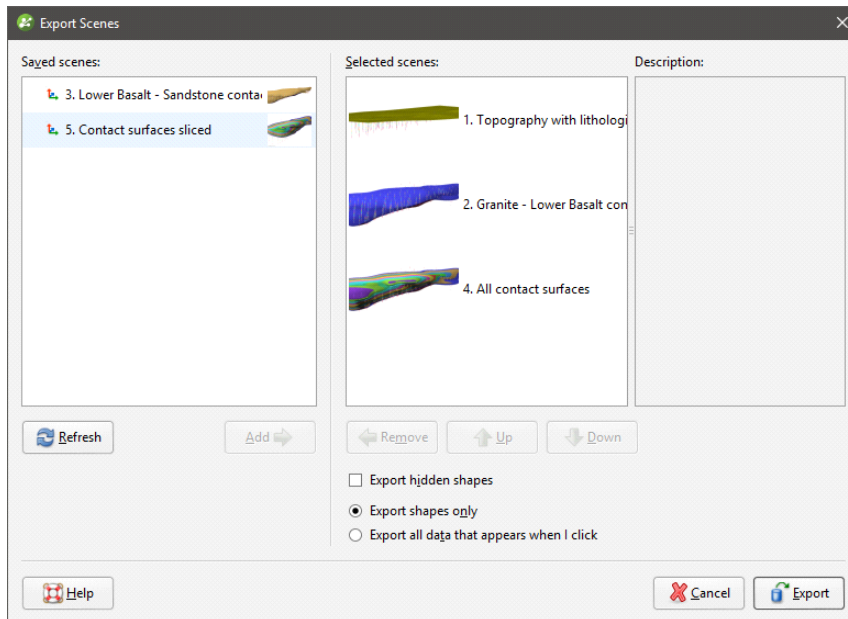 Export Scenes
Saved scenes:
3. Lower Basalt - Sandstone conta
5. Contact surfaces sliced
Refresh
Add
Selected scenes:
1. Topography with lithologi
2. Granite - Lower Basalt con
4. All contact surfaces
Remove
Up
Down
Export hidden shapes
Export shapes only
Export all data that appears when I click
Description:
Help
Cancel
Export